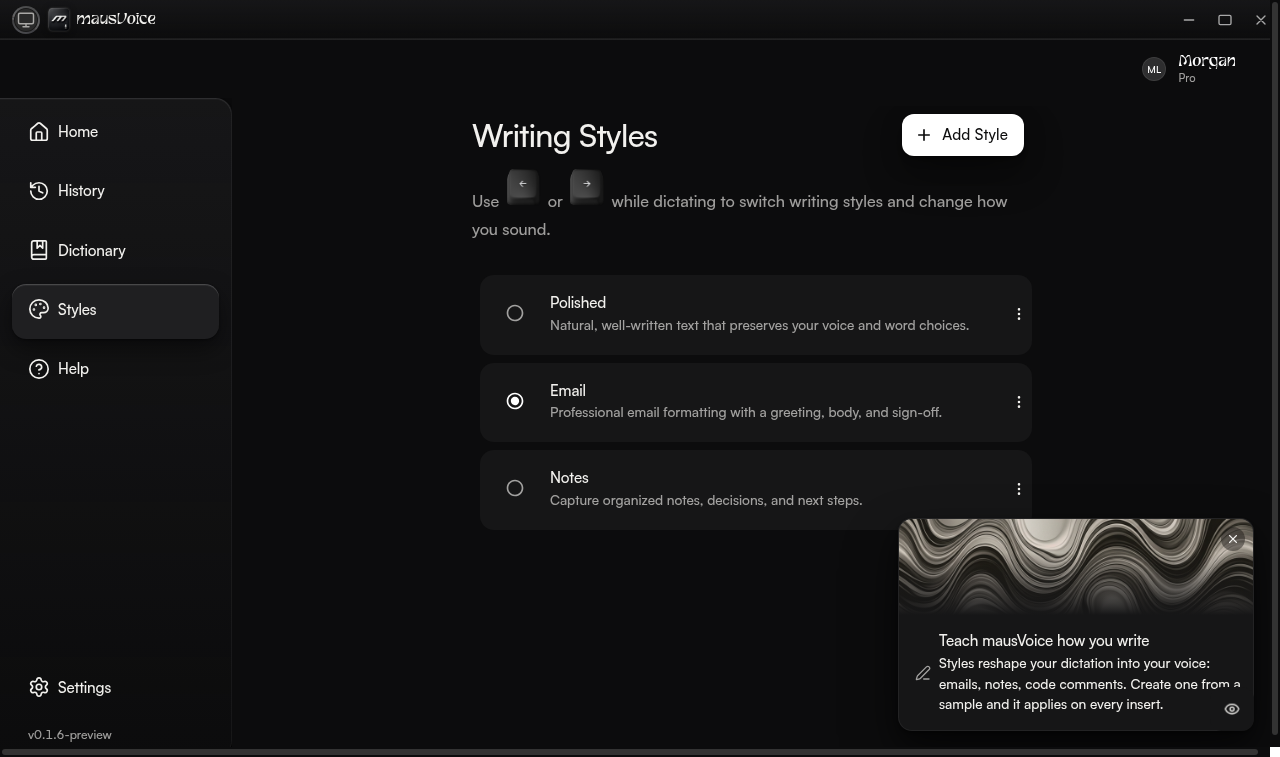 mausVoice
ML
Morgan
Pro
Home
History
Dictionary
Styles
Help
Settings
v0.1.6-preview
Writing Styles
Add Style
Use ← or → while dictating to switch writing styles and change how
you sound.
Polished
Natural, well-written text that preserves your voice and word choices.
Email
Professional email formatting with a greeting, body, and sign-off.
Notes
Capture organized notes, decisions, and next steps.
Teach mausVoice how you write
Styles reshape your dictation into your voice:
emails, notes, code comments. Create one from a
sample and it applies on every insert.